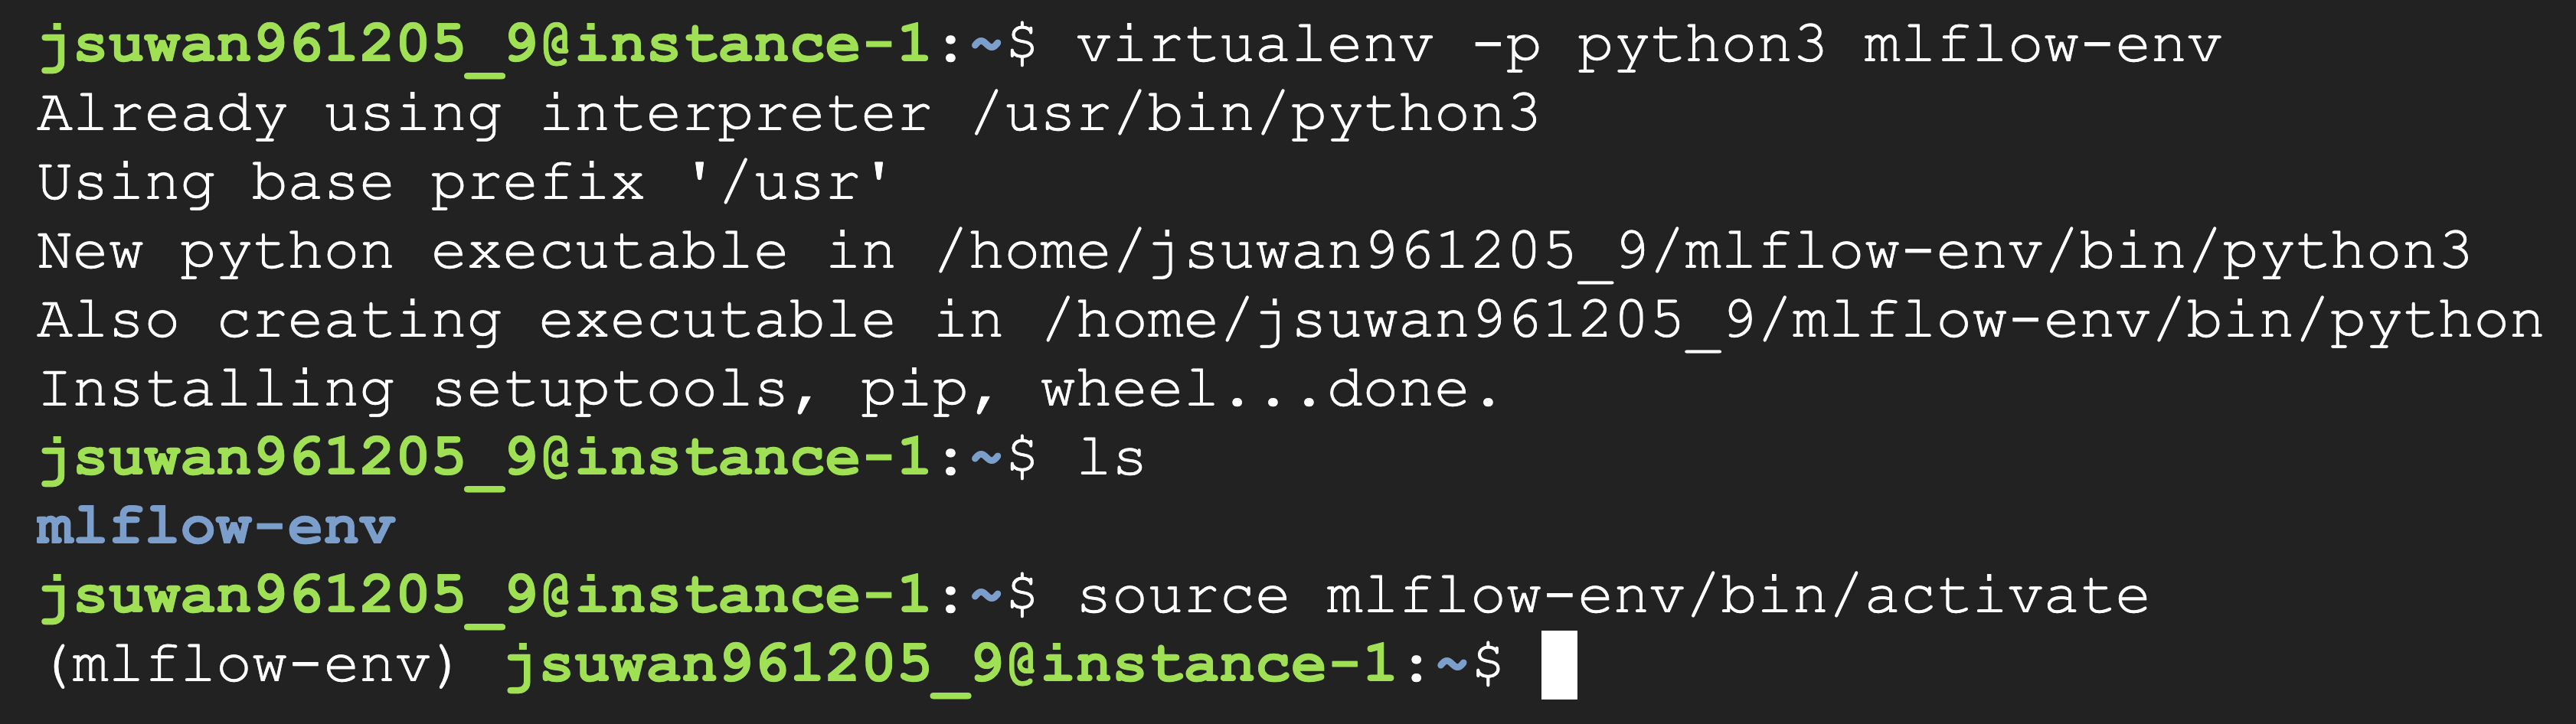 jsuwan961205_9@instance-1:~$ virtualenv -p python3 mlflow-env
Already using interpreter /usr/bin/python3
Using base prefix '/usr'
New python executable in /home/jsuwan961205_9/mlflow-env/bin/python3
Also creating executable in /home/jsuwan961205_9/mlflow-env/bin/python
Installing setuptools, pip, wheel...done.
jsuwan961205_9@instance-1:~$ ls
mlflow-env
jsuwan961205_9@instance-1:~$ source mlflow-env/bin/activate
(mlflow-env) jsuwan961205_9@instance-1:~$